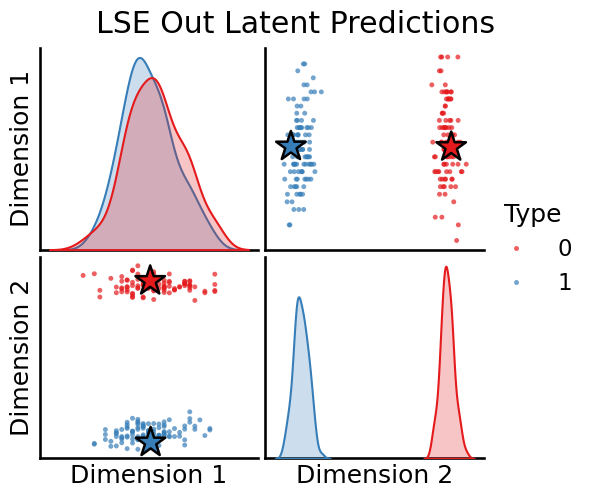 LSE Out Latent Predictions
Dimension 1
Type
0
1
Dimension 2
Dimension 1
Dimension 2